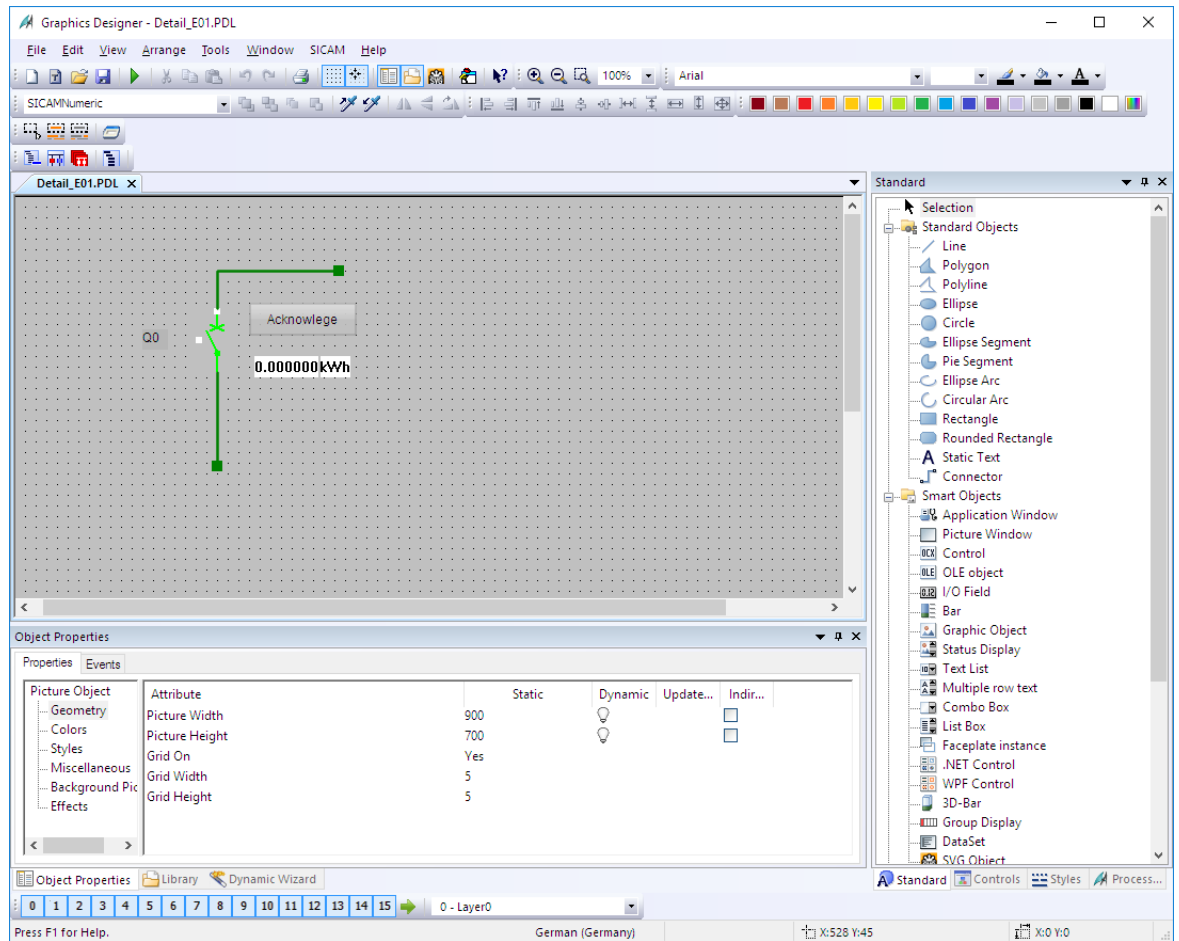 Graphics Designer - Detail_E01.PDL
File Edit View Arrange Tools Window SICAM Help
100% Arial
SICAMNumeric
Detail_E01.PDL
Q0
Acknowlege
0.000000 kWh
Standard
Selection
Standard Objects
Line
Polygon
Polyline
Ellipse
Circle
Ellipse Segment
Pie Segment
Ellipse Arc
Circular Arc
Rectangle
Rounded Rectangle
A Static Text
Connector
Smart Objects
Application Window
Picture Window
OCX Control
OLE OLE object
0.12 I/O Field
Bar
Graphic Object
Status Display
Text List
Multiple row text
Combo Box
List Box
Faceplate instance
.NET Control
WPF Control
3D-Bar
Group Display
DataSet
SVG Object
Standard Controls Styles Process...
Object Properties
Properties Events
Picture Object
Geometry
Colors
Styles
Miscellaneous
Background Pic
Effects
Attribute Static Dynamic Update... Indir...
Picture Width 900
Picture Height 700
Grid On Yes
Grid Width 5
Grid Height 5
Object Properties Library Dynamic Wizard
0 1 2 3 4 5 6 7 8 9 10 11 12 13 14 15 0 - Layer0
Press F1 for Help. German (Germany) X:528 Y:45 X:0 Y:0